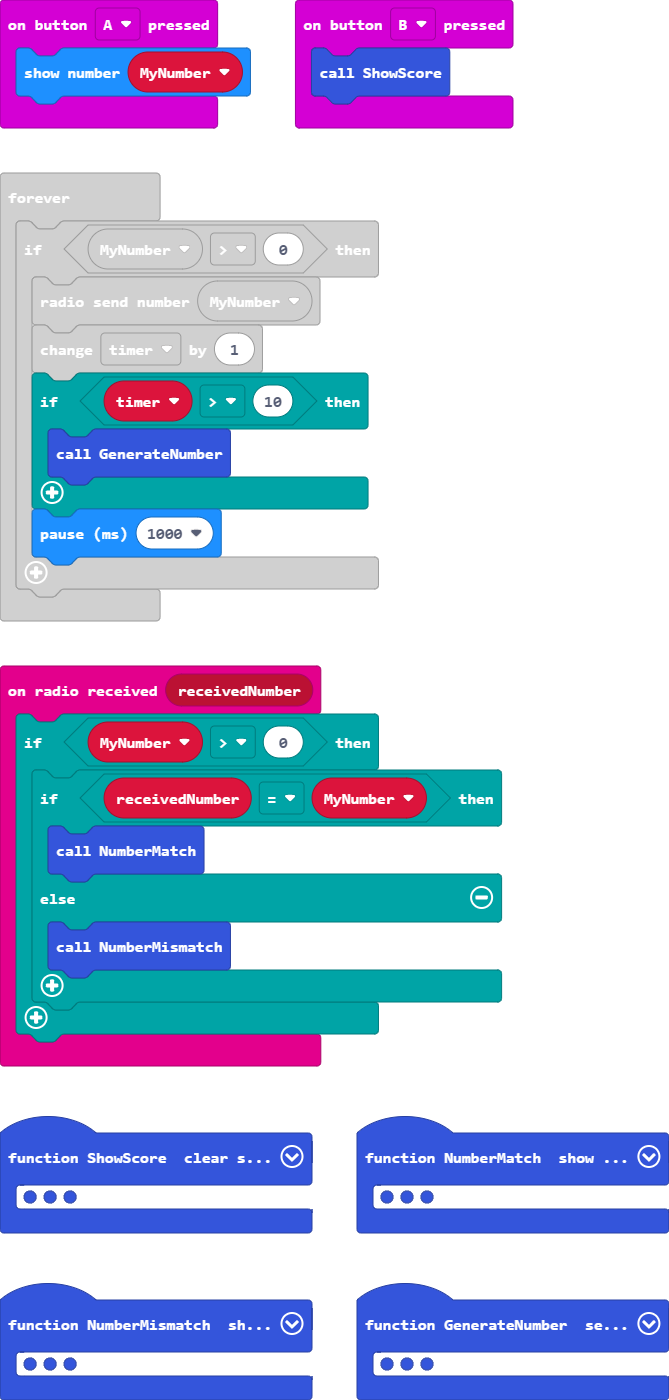 on button A pressed
show number MyNumber
on button B pressed
call ShowScore
forever
if MyNumber > 0 then
radio send number MyNumber
change timer by 1
if timer > 10 then
call GenerateNumber
pause (ms) 1000
on radio received receivedNumber
if MyNumber > 0 then
if receivedNumber = MyNumber then
call NumberMatch
else
call NumberMismatch
function ShowScore clear s...
function NumberMatch show ...
function NumberMismatch sh...
function GenerateNumber se...